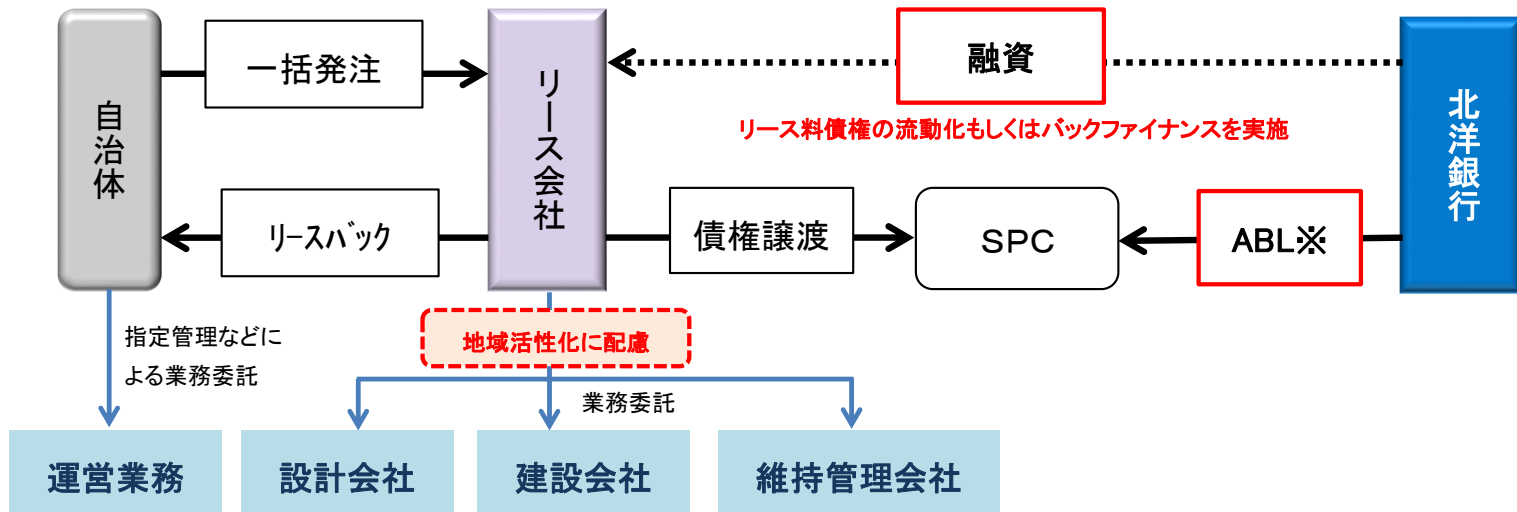 一括発注
融資
自治体
リース会社
北洋銀行
リース料債権の流動化もしくはバックファイナンスを実施
リースバック
債権譲渡
SPC
ABL※
地域活性化に配慮
指定管理などに
よる業務委託
業務委託
運営業務
設計会社
建設会社
維持管理会社